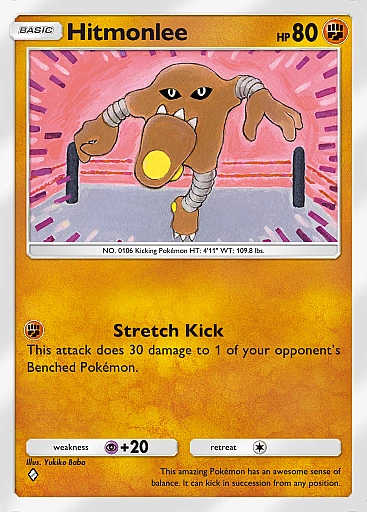 BASIC Hitmonlee HP 80
NO. 0106 Kicking Pokémon HT: 4'11" WT: 109.8 lbs.
Stretch Kick
This attack does 30 damage to 1 of your opponent's
Benched Pokémon.
weakness +20 retreat
Illus. Yukiko Baba
This amazing Pokémon has an awesome sense of
balance. It can kick in succession from any position.